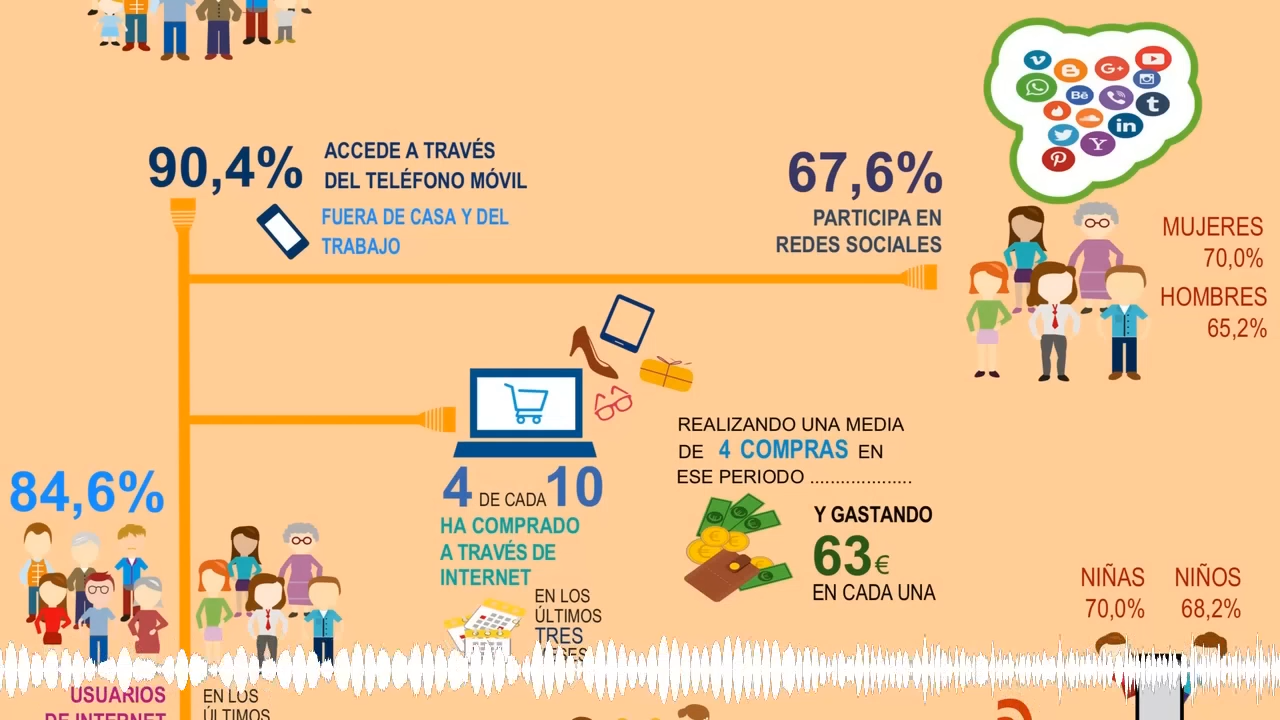 90,4%
ACCEDE A TRAVÉS
DEL TELÉFONO MÓVIL
FUERA DE CASA Y DEL
TRABAJO
67,6%
PARTICIPA EN
REDES SOCIALES
MUJERES
70,0%
HOMBRES
65,2%
4 DE CADA 10
HA COMPRADO
A TRAVÉS DE
INTERNET
EN LOS
ÚLTIMOS
TRES
REALIZANDO UNA MEDIA
DE 4 COMPRAS EN
ESE PERIODO ....................
Y GASTANDO
63€
EN CADA UNA
84,6%
USUARIOS
DE INTERNET
EN LOS
ÚLTIMOS
NIÑAS
70,0%
NIÑOS
68,2%